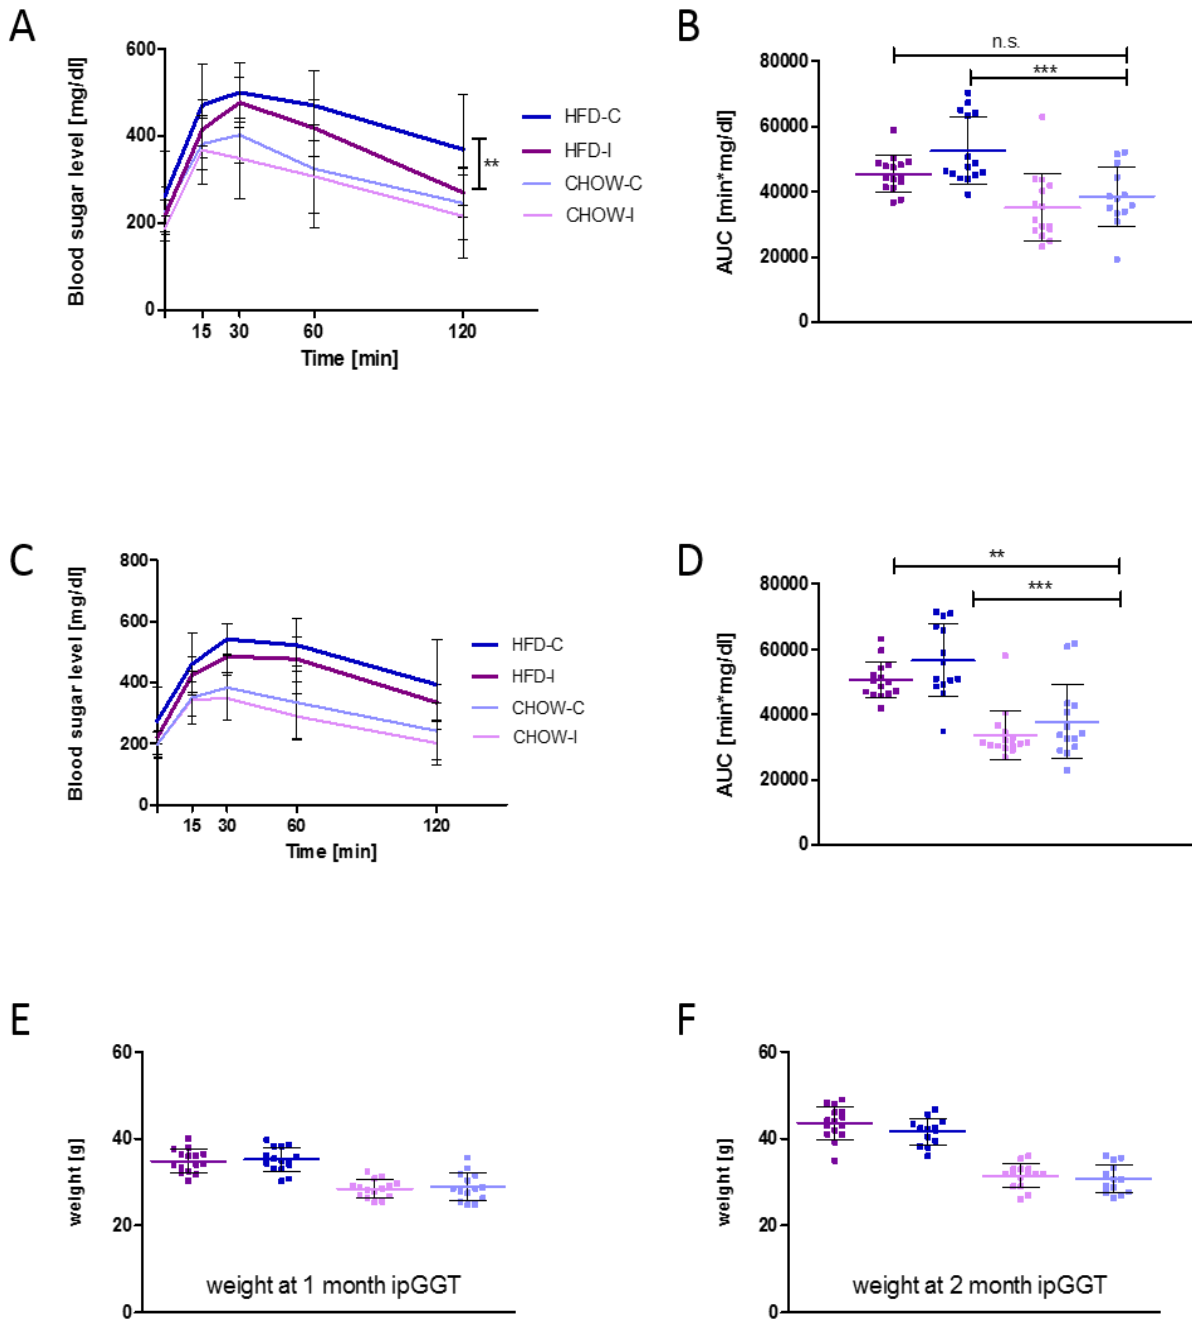 A
Blood sugar level [mg/dl]
600
400
200
0
15 30 60 120
Time [min]
**
HFD-C
HFD-I
CHOW-C
CHOW-I
B
AUC [min*mg/dl]
80000
60000
40000
20000
0
n.s.
***
C
Blood sugar level [mg/dl]
800
600
400
200
0
15 30 60 120
Time [min]
HFD-C
HFD-I
CHOW-C
CHOW-I
D
AUC [min*mg/dl]
80000
60000
40000
20000
0
**
***
E
weight [g]
60
40
20
0
weight at 1 month ipGGT
F
weight [g]
60
40
20
0
weight at 2 month ipGGT